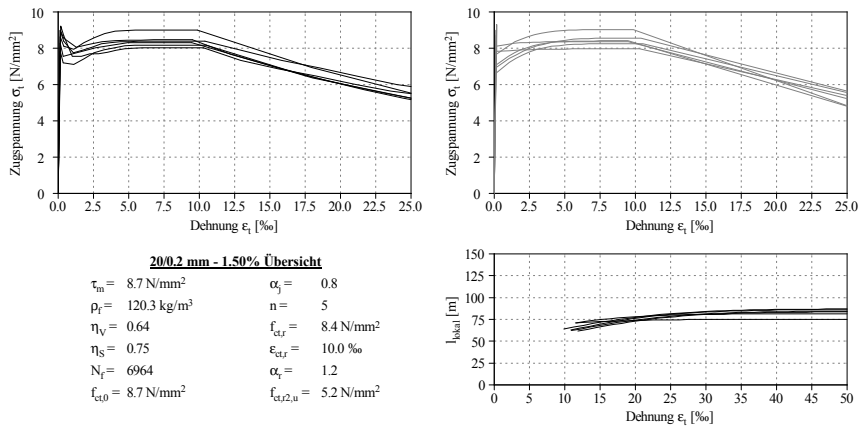 Zugspannung σt [N/mm²]
10
8
6
4
2
0
0.0 2.5 5.0 7.5 10.0 12.5 15.0 17.5 20.0 22.5 25.0
Dehnung εt [‰]
Zugspannung σt [N/mm²]
10
8
6
4
2
0
0.0 2.5 5.0 7.5 10.0 12.5 15.0 17.5 20.0 22.5 25.0
Dehnung εt [‰]
20/0.2 mm - 1.50% Übersicht
τm = 8.7 N/mm² αj = 0.8
ρf = 120.3 kg/m³ n = 5
ηV = 0.64 fct,r = 8.4 N/mm²
ηS = 0.75 εct,r = 10.0 ‰
Nf = 6964 αr = 1.2
fct,0 = 8.7 N/mm² fct,r2,u = 5.2 N/mm²
llokal [m]
150
125
100
75
50
25
0
0 5 10 15 20 25 30 35 40 45 50
Dehnung εt [‰]